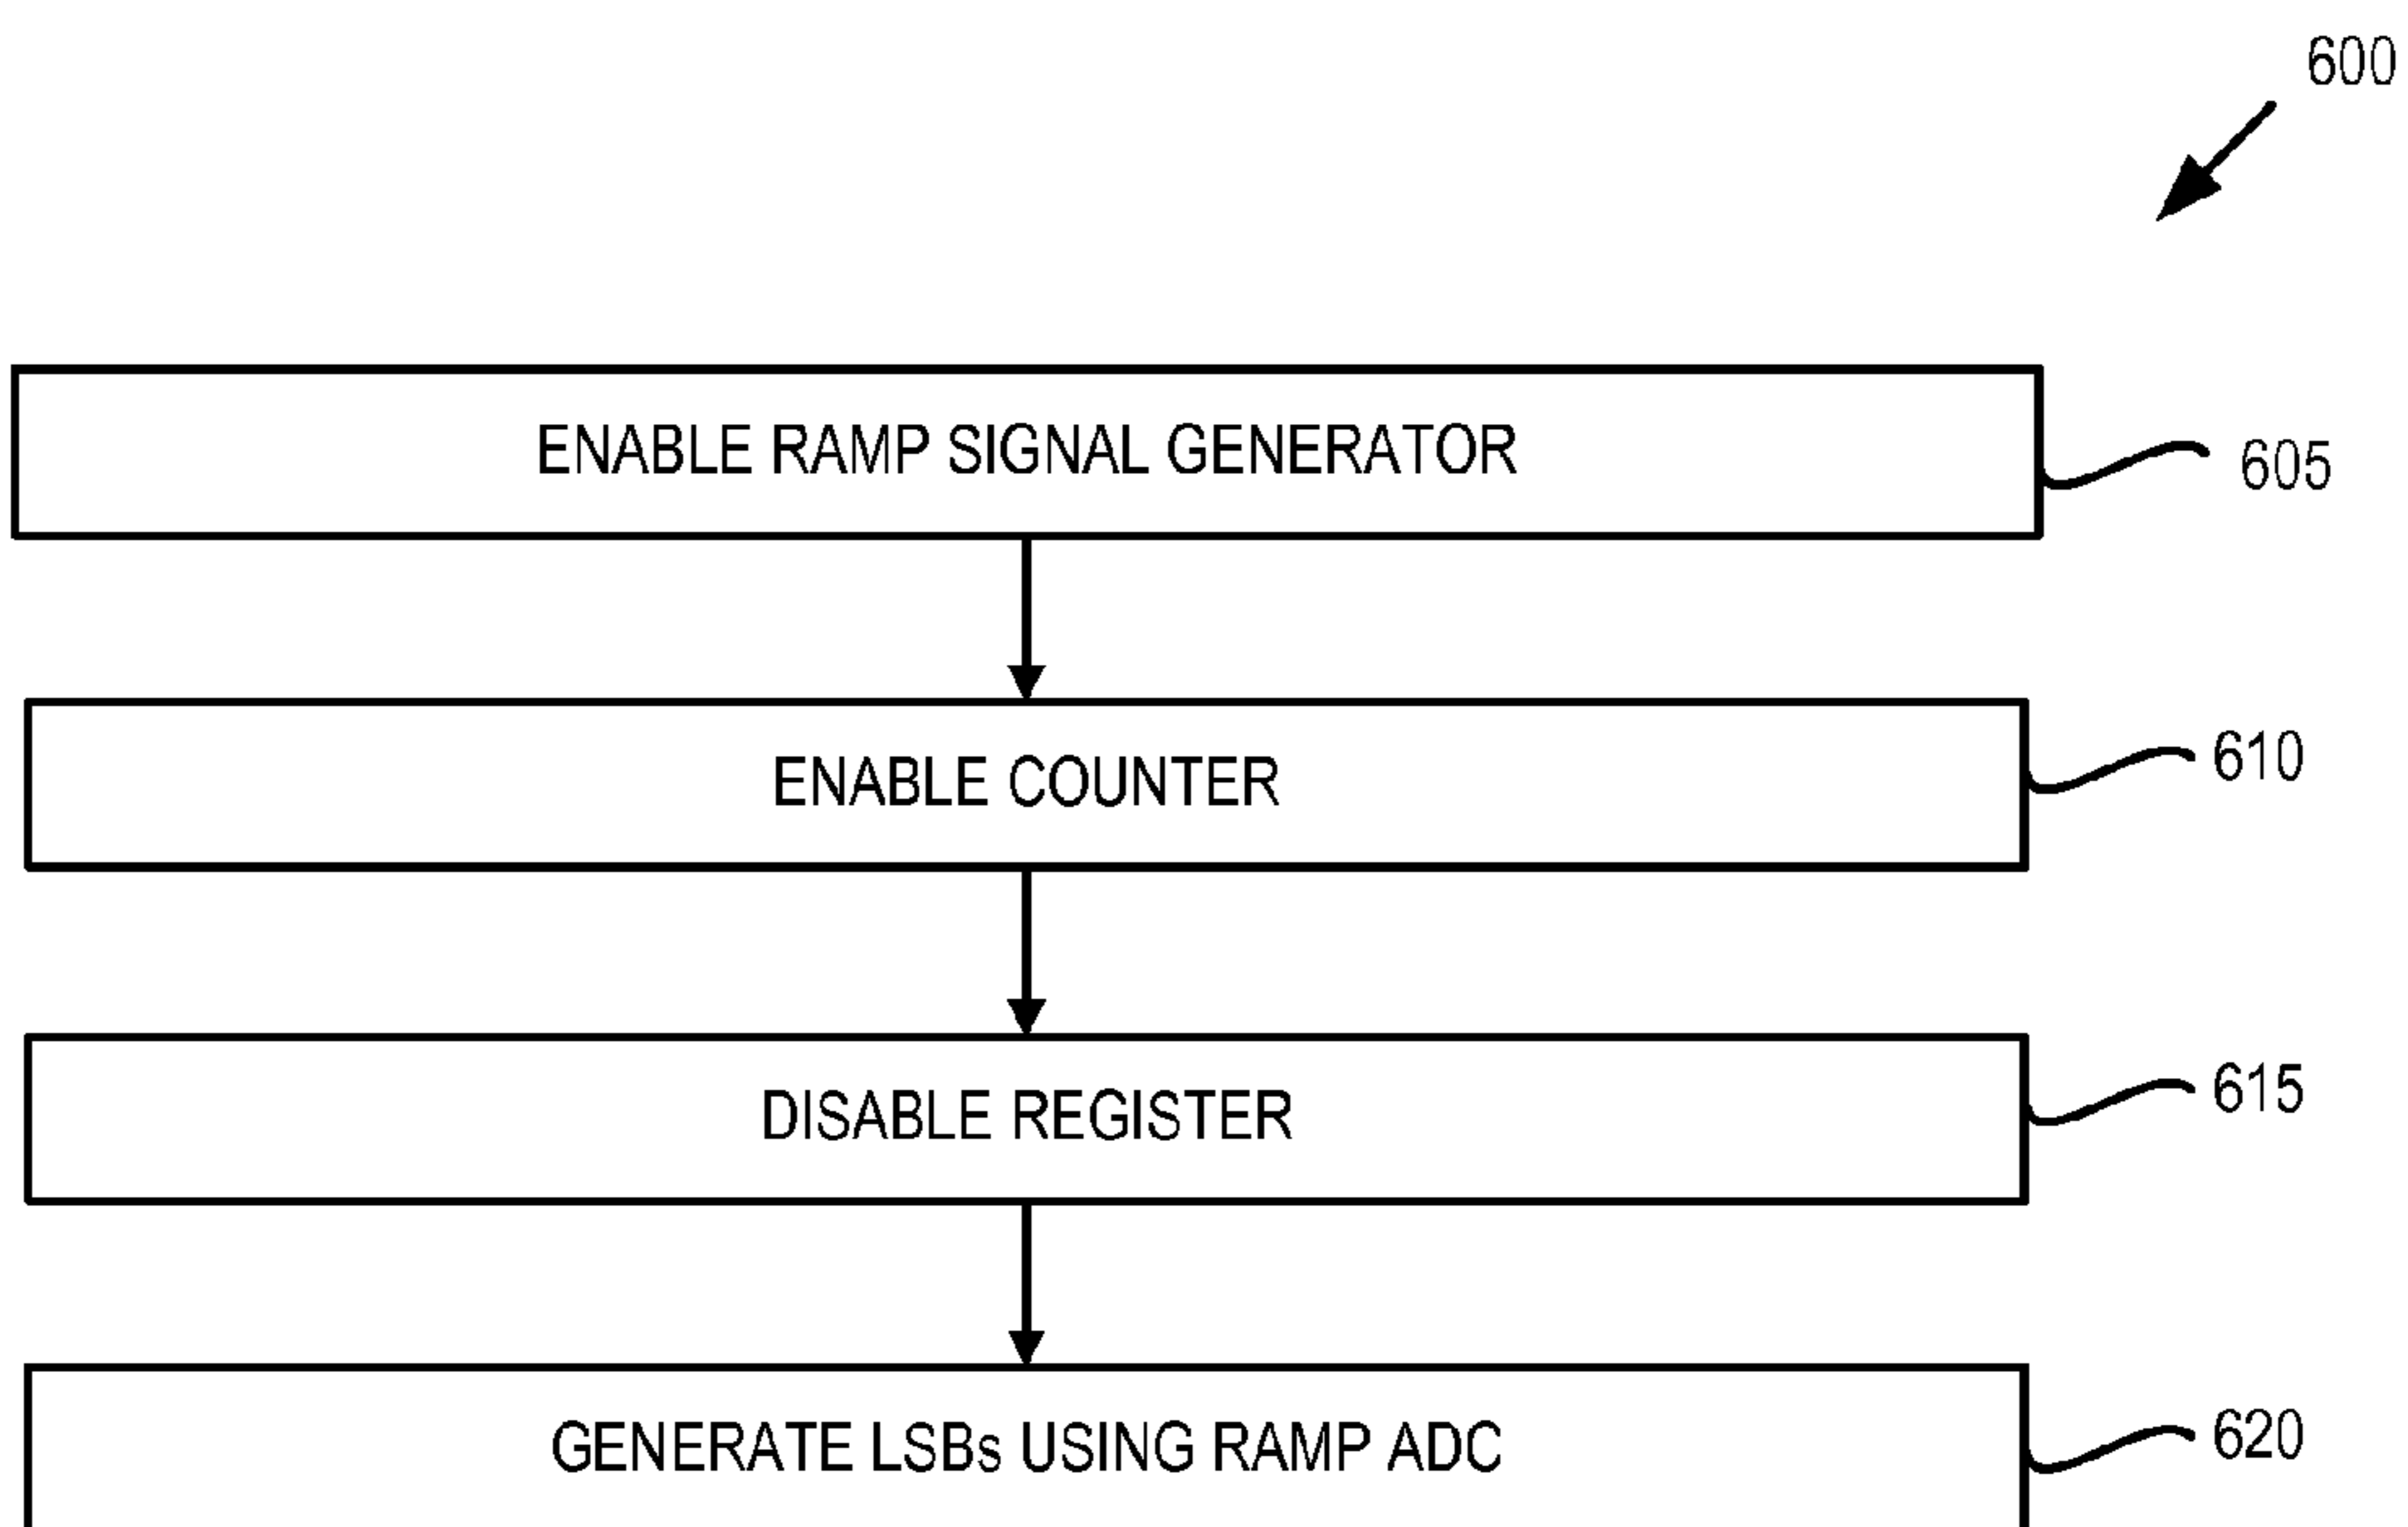 600
ENABLE RAMP SIGNAL GENERATOR
605
ENABLE COUNTER
610
DISABLE REGISTER
615
GENERATE LSBs USING RAMP ADC
620